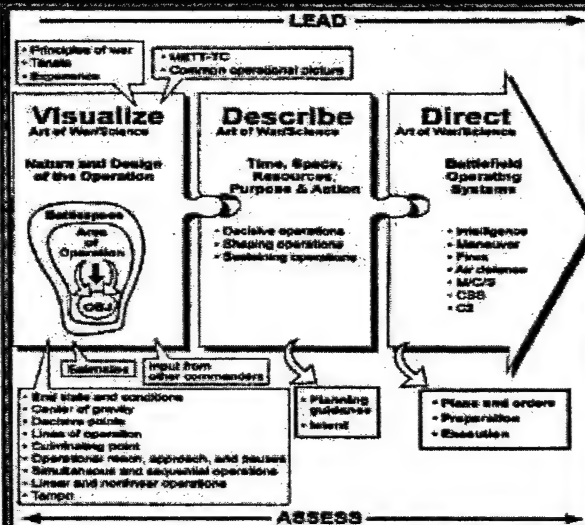 LEAD
• Principles of war
• Tenets
• Experience
• METT-TC
• Common operational picture
Visualize
Art of War/Science
Nature and Design
of the Operation
Battlespace
Area
of
Operation
OBJ
Describe
Art of War/Science
Time, Space,
Resources,
Purpose & Action
• Decisive operations
• Shaping operations
• Sustaining operations
Direct
Art of War/Science
Battlefield
Operating
Systems
• Intelligence
• Maneuver
• Fires
• Air defense
• M/C/S
• CSS
• C2
Estimates
Input from
other commanders
• End state and conditions
• Center of gravity
• Decisive points
• Lines of operation
• Culminating point
• Operational reach, approach, and pauses
• Simultaneous and sequential operations
• Linear and nonlinear operations
• Tempo
• Planning
guidance
• Intent
• Plans and orders
• Preparation
• Execution
ASSESS